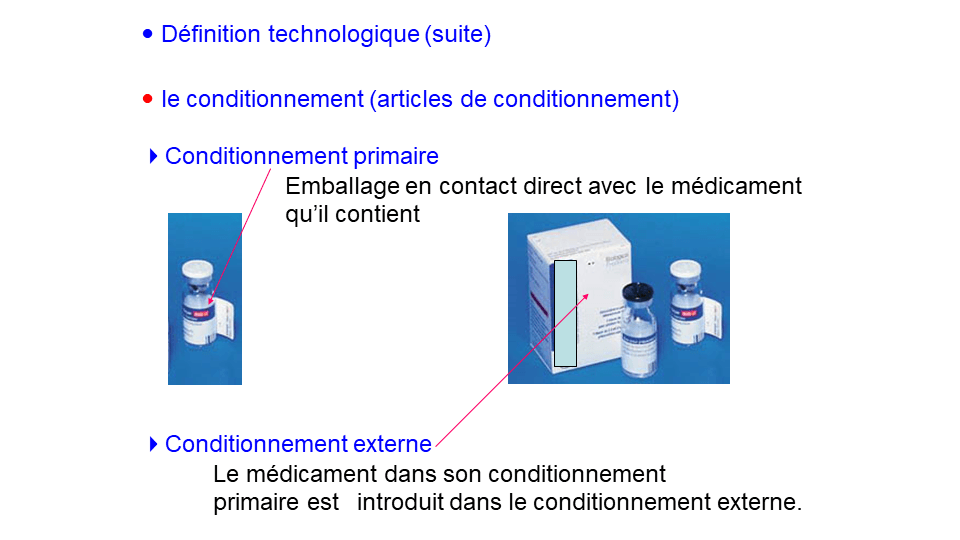 • Définition technologique (suite)
• le conditionnement (articles de conditionnement)
Conditionnement primaire
Emballage en contact direct avec le médicament
qu’il contient
Conditionnement externe
Le médicament dans son conditionnement
primaire est introduit dans le conditionnement externe.